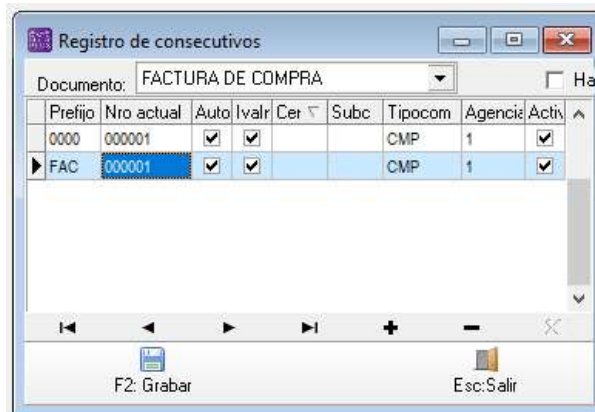 Registro de consecutivos
Documento: FACTURA DE COMPRA Ha
Prefijo Nro actual Auto Ivalr Cer Subc Tipocom Agencia Activ
0000 000001 CMP 1
FAC 000001 CMP 1
F2: Grabar Esc:Salir